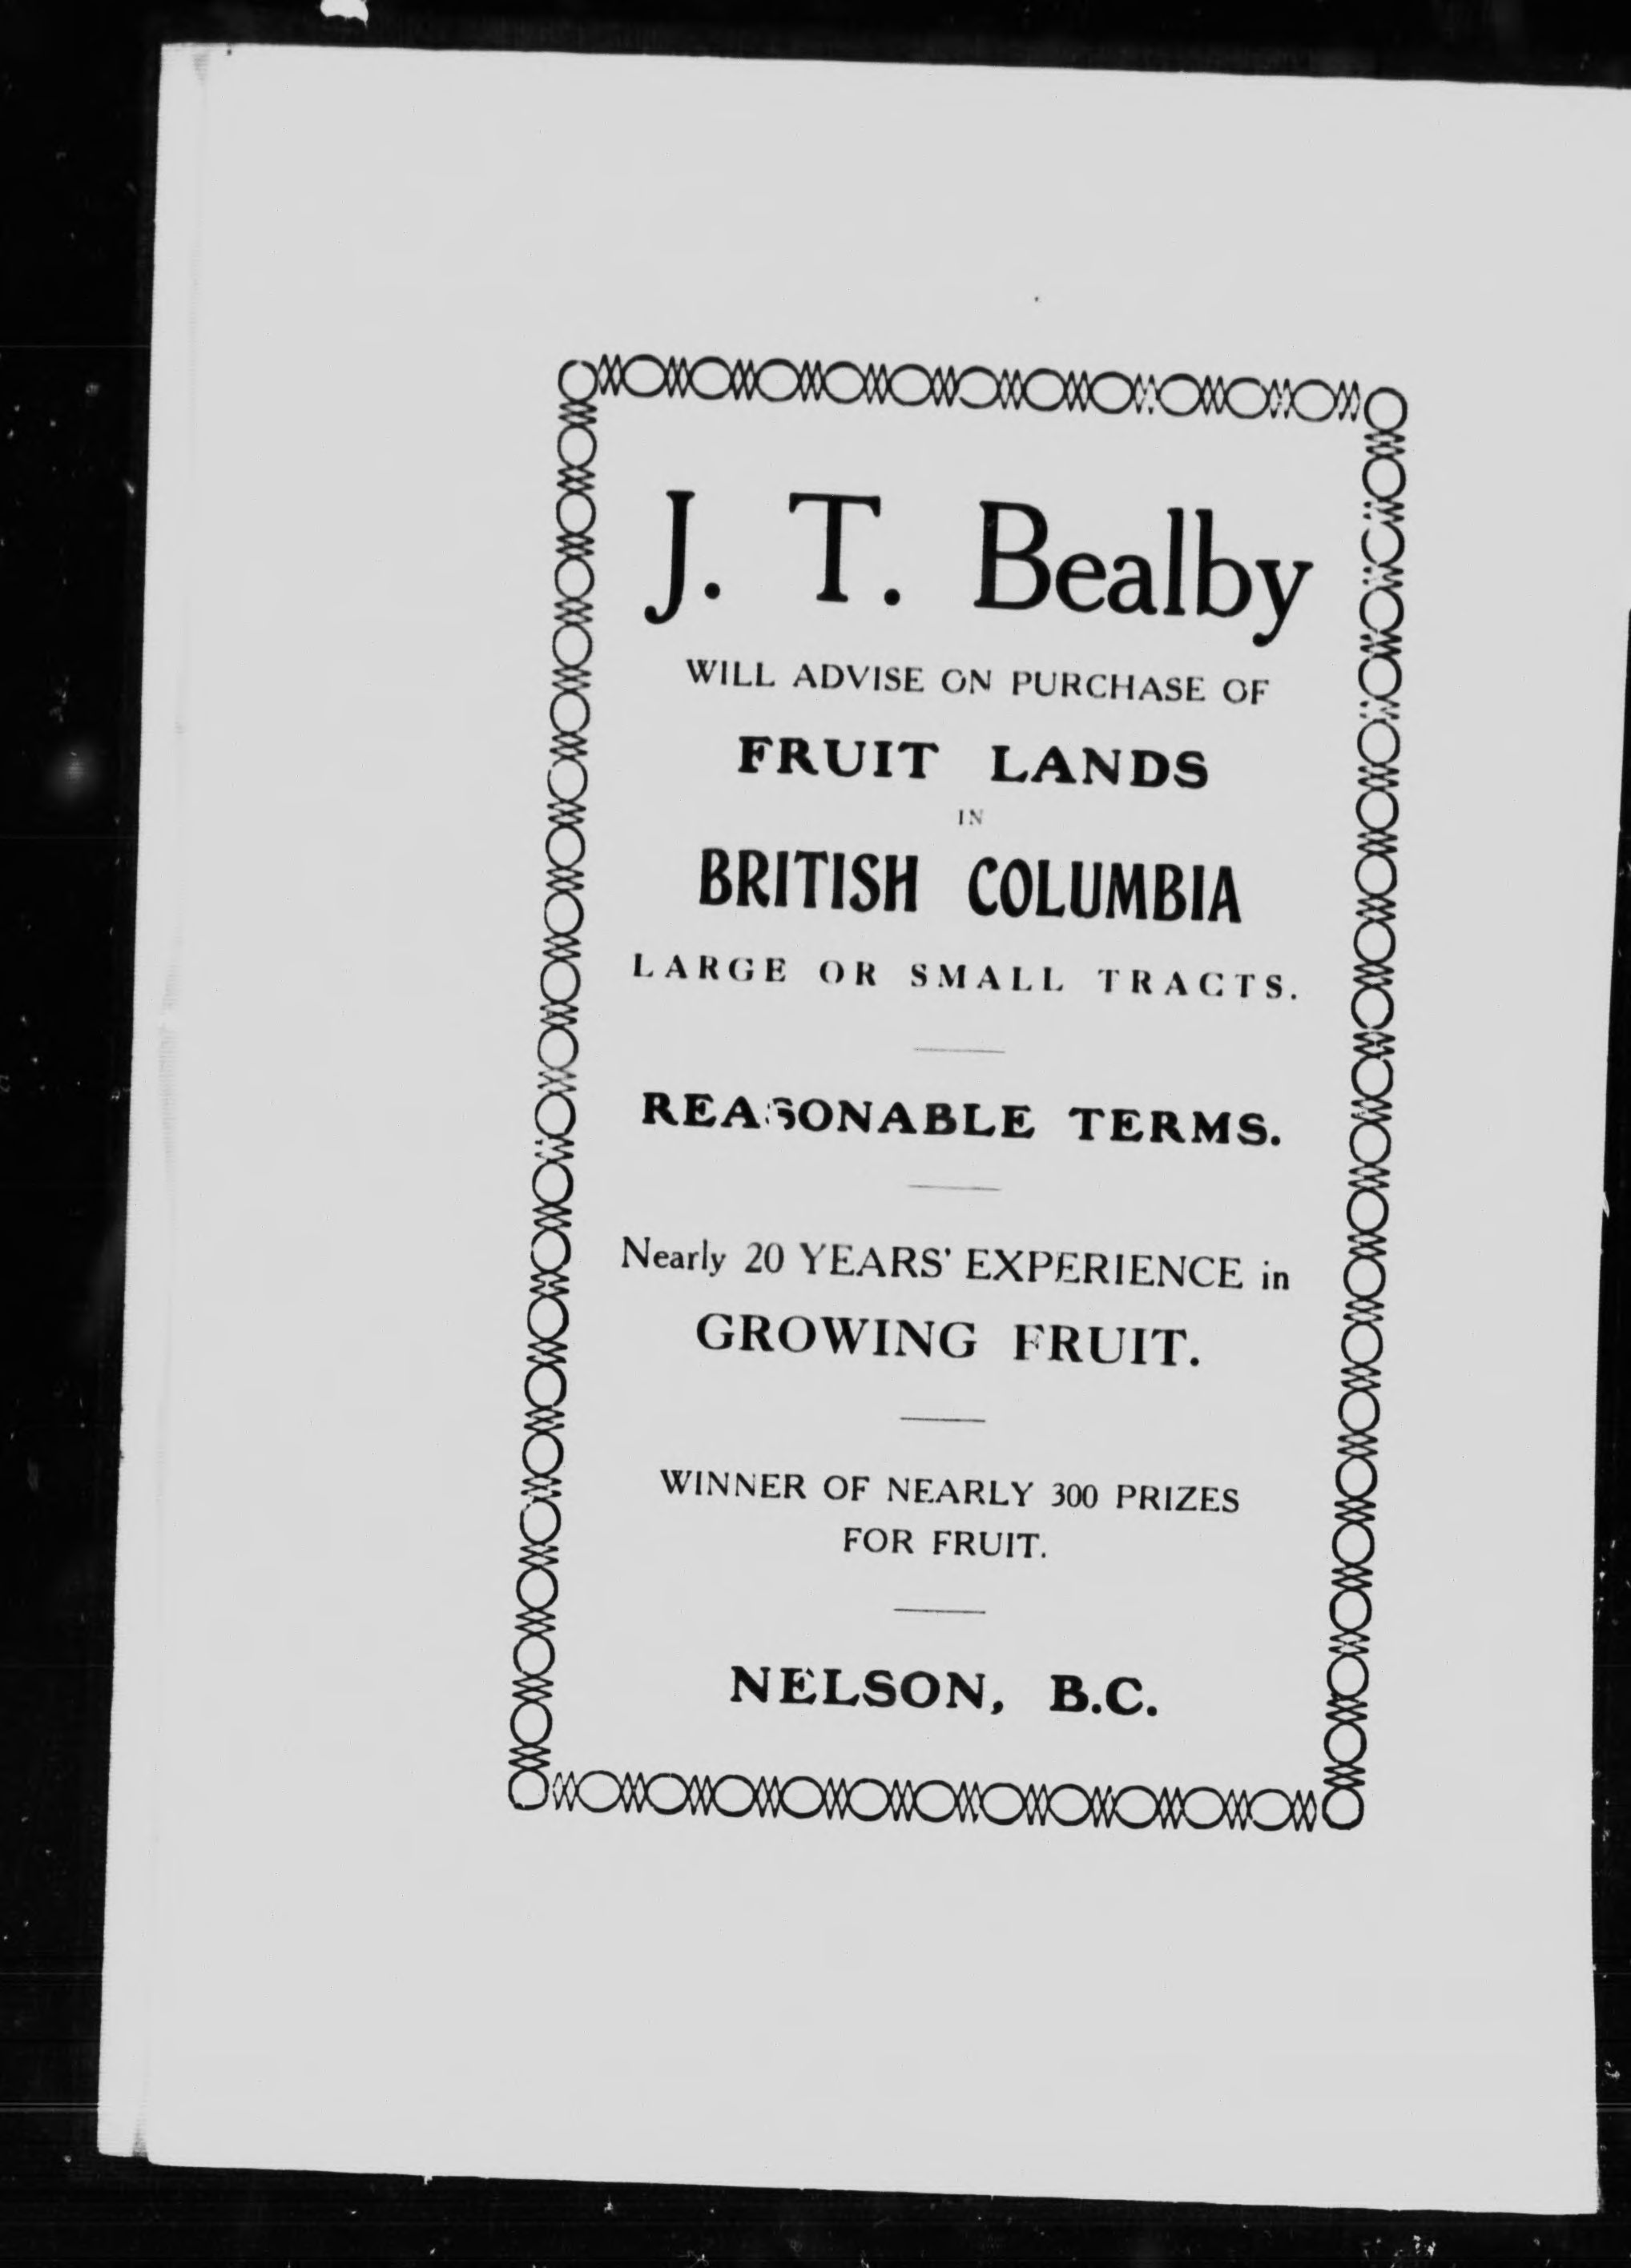 J. T. Bealby
WILL ADVISE ON PURCHASE OF
FRUIT LANDS
IN
BRITISH COLUMBIA
LARGE OR SMALL TRACTS.
REASONABLE TERMS.
Nearly 20 YEARS' EXPERIENCE in
GROWING FRUIT.
WINNER OF NEARLY 300 PRIZES
FOR FRUIT.
NELSON, B.C.